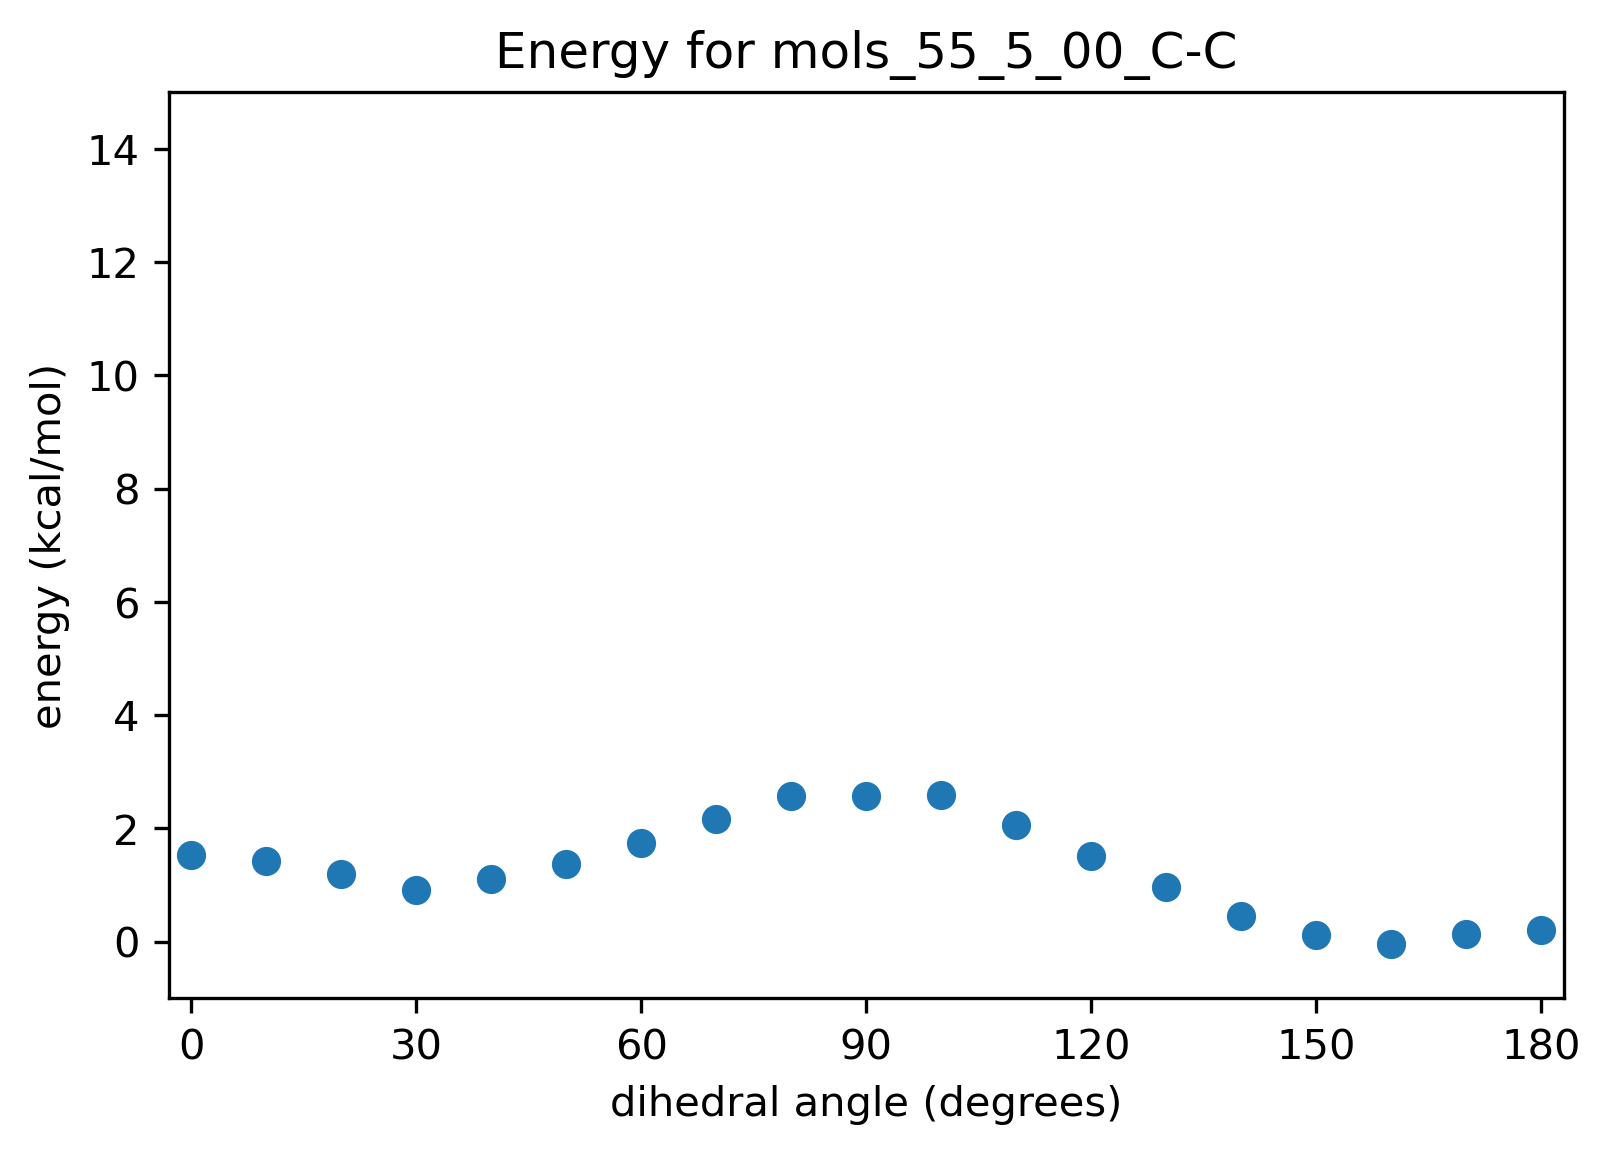 Energy for mols_55_5_00_C-C
14
12
10
8
6
4
2
0
energy (kcal/mol)
0 30 60 90 120 150 180
dihedral angle (degrees)